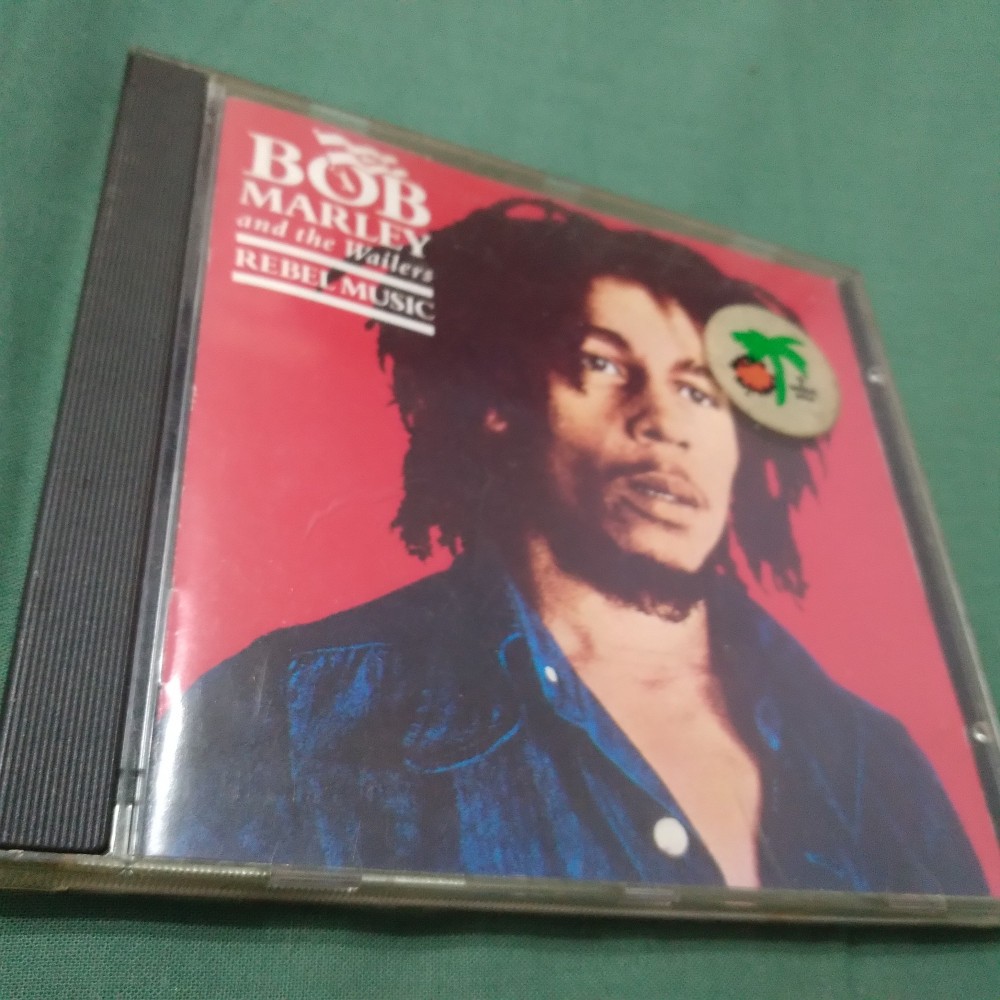 BOB
MARLEY
and the Wailers
REBEL MUSIC